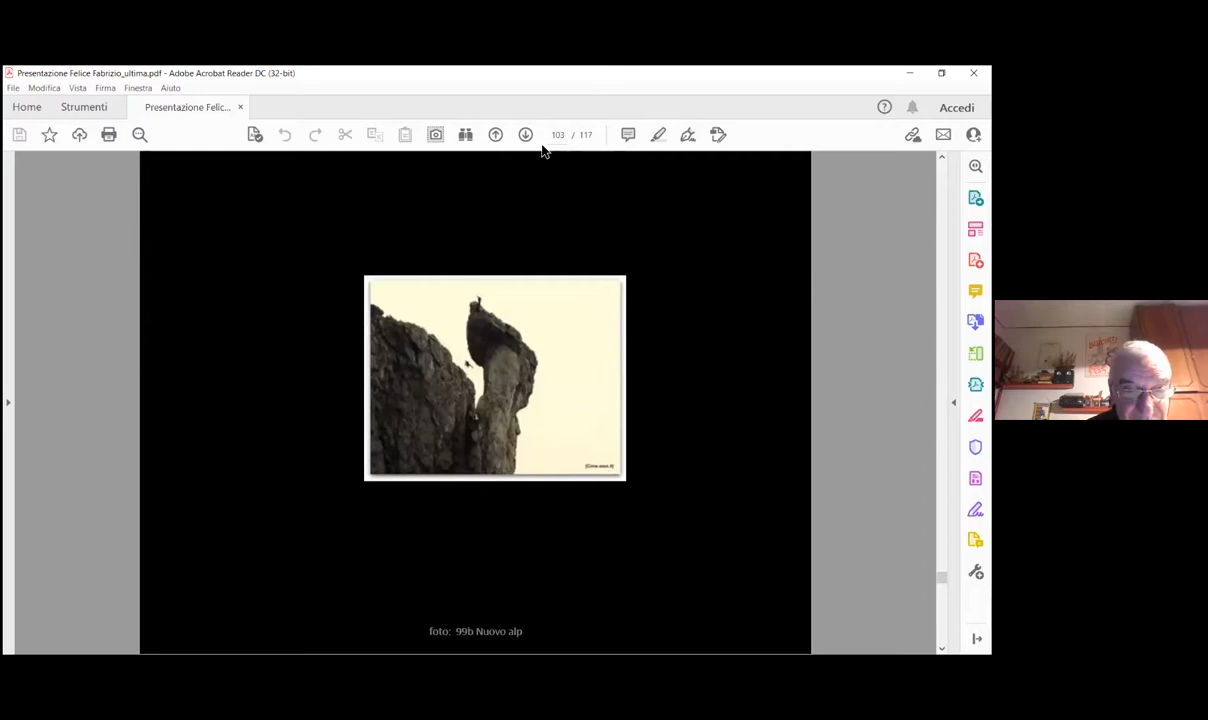 Presentazione Felice Fabrizio_ultima.pdf - Adobe Acrobat Reader DC (32-bit)
File Modifica Vista Firma Finestra Aiuto
Home Strumenti Presentazione Felic... × Accedi
103 / 117
foto: 99b Nuovo alp